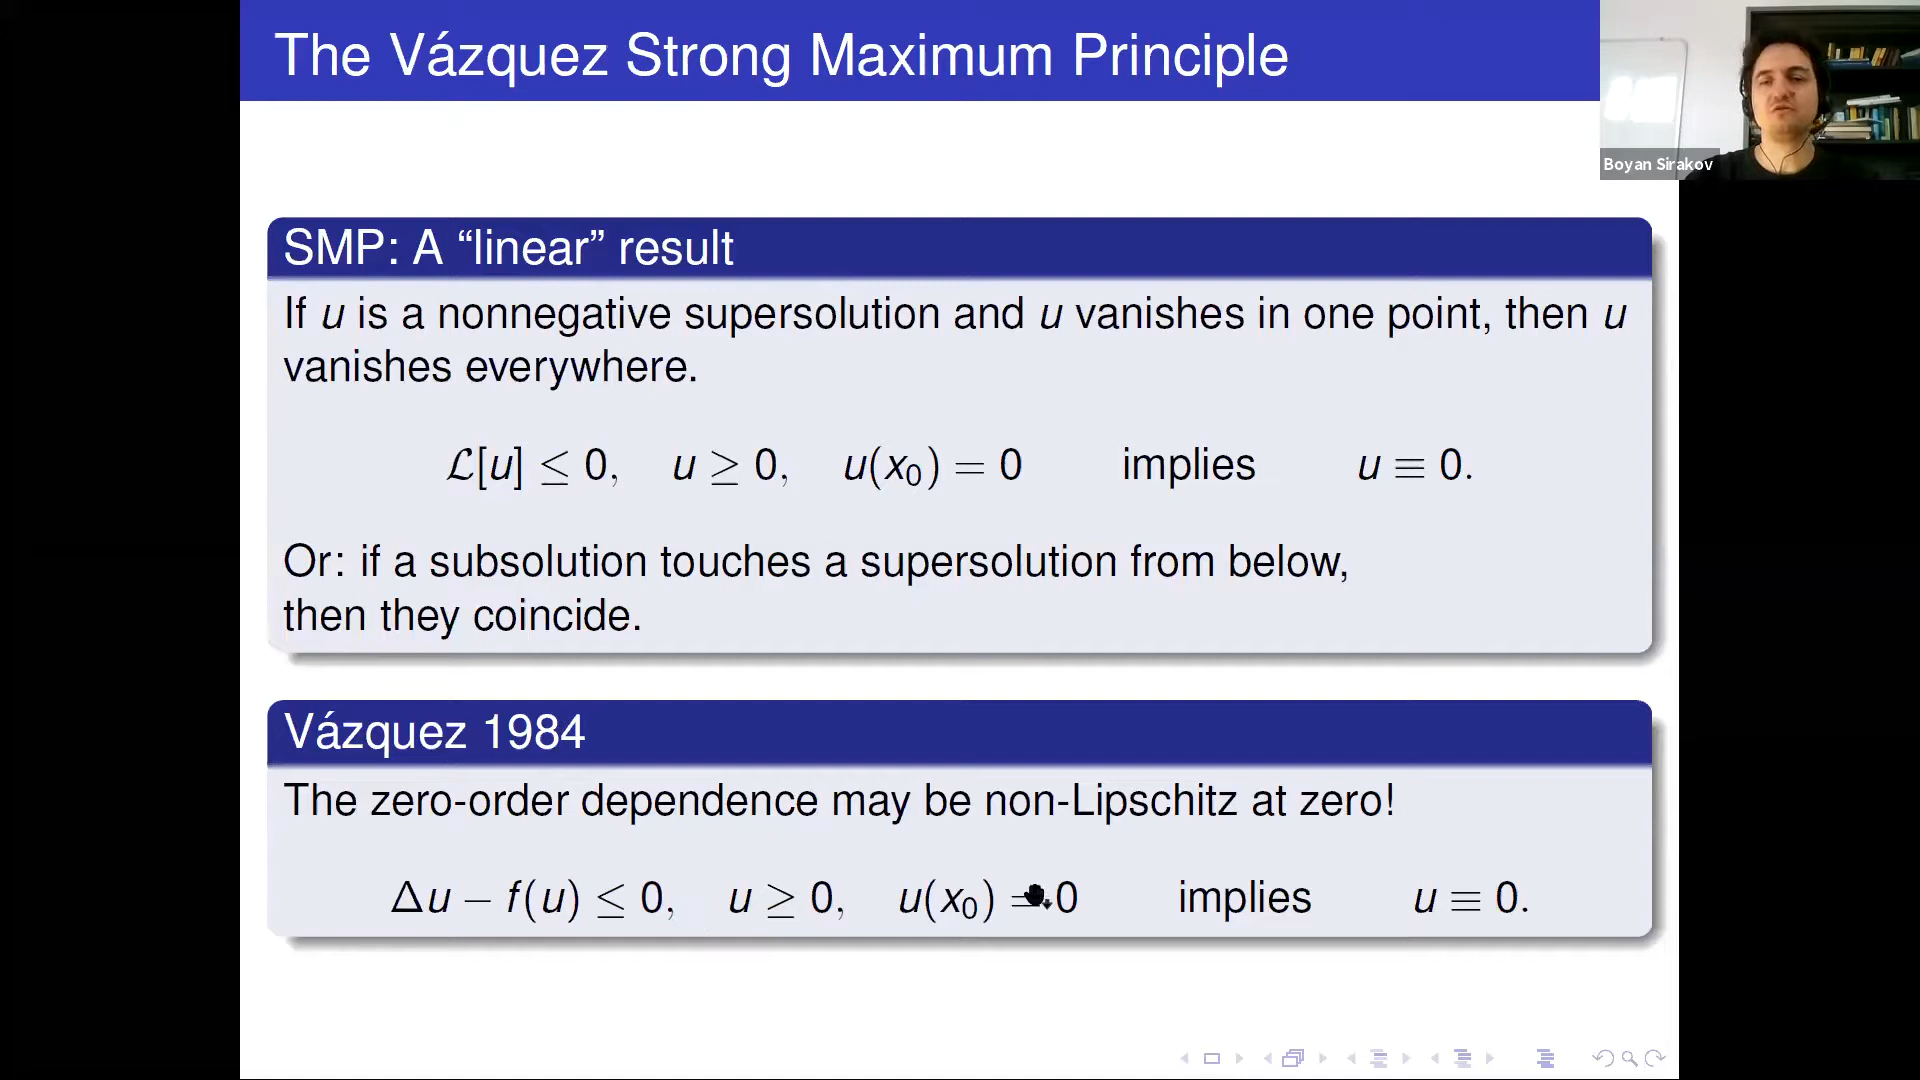 The Vázquez Strong Maximum Principle
Boyan Sirakov
SMP: A “linear” result
If u is a nonnegative supersolution and u vanishes in one point, then u
vanishes everywhere.
ℒ[u] ≤ 0, u ≥ 0, u(x₀) = 0 implies u ≡ 0.
Or: if a subsolution touches a supersolution from below,
then they coincide.
Vázquez 1984
The zero-order dependence may be non-Lipschitz at zero!
Δu − f(u) ≤ 0, u ≥ 0, u(x₀) = 0 implies u ≡ 0.